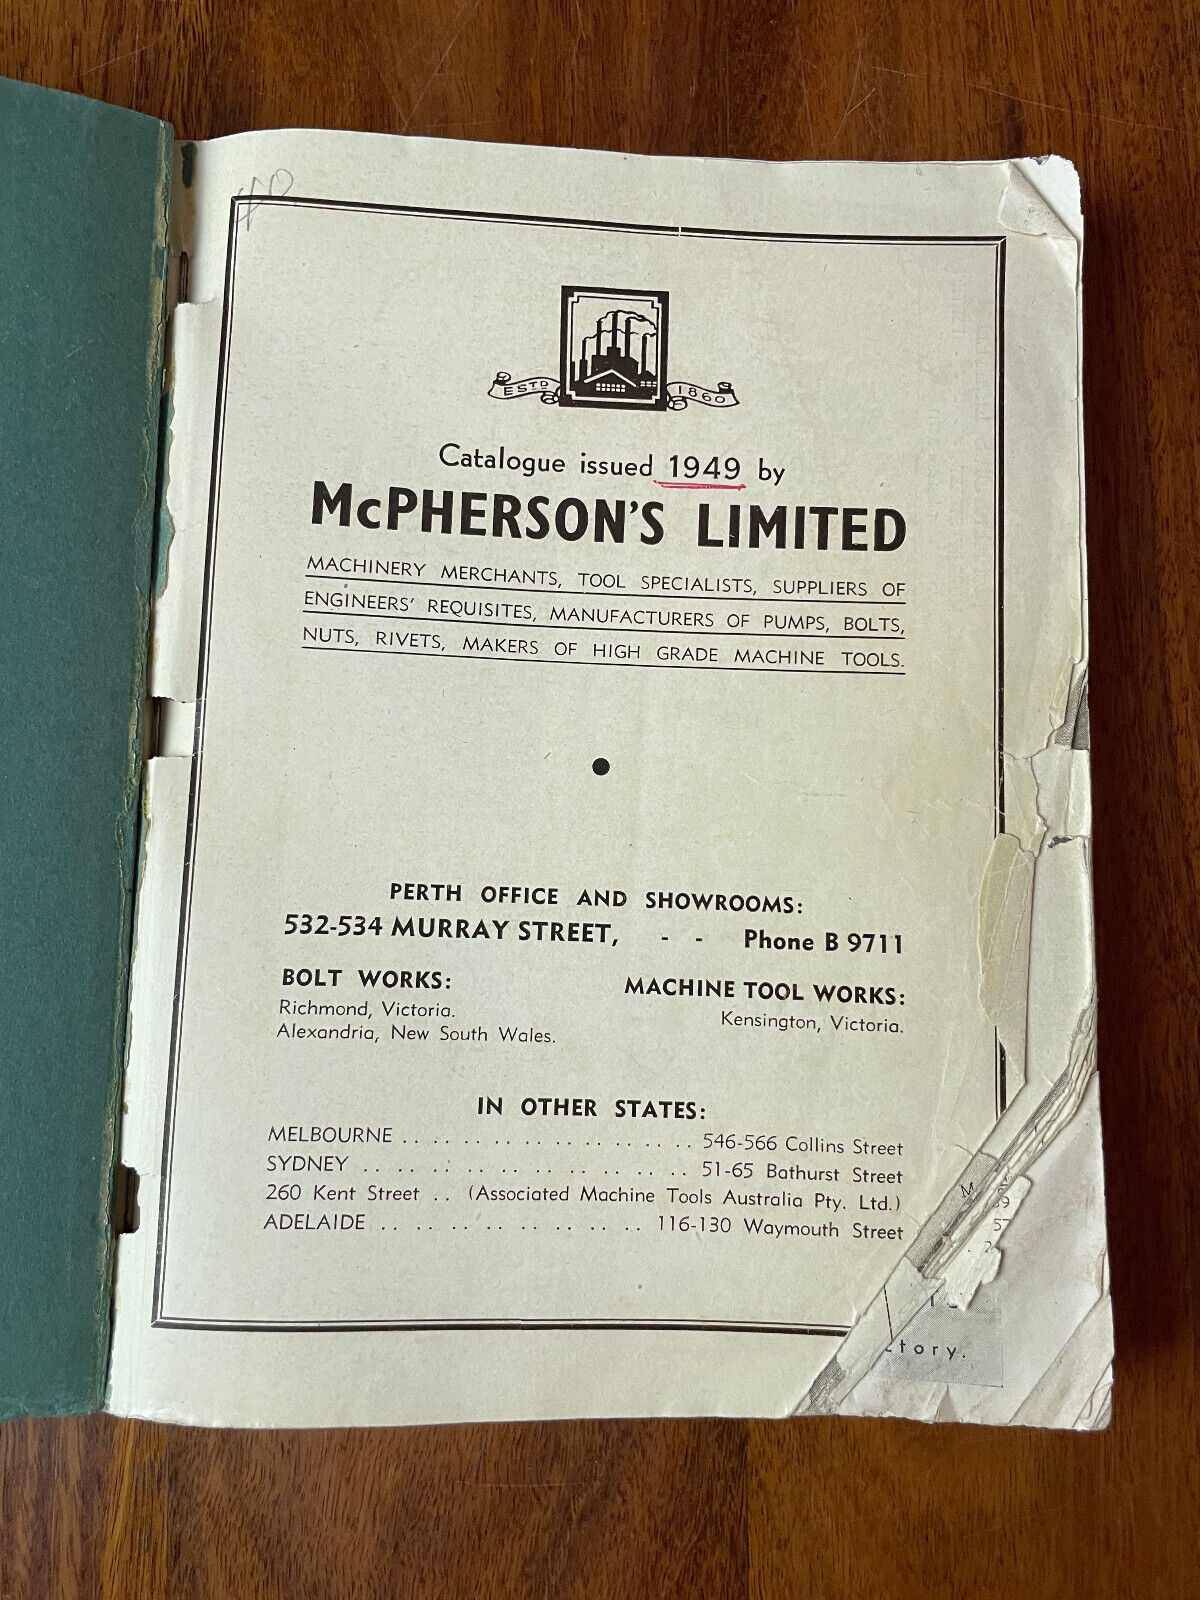 ESTD 1860
Catalogue issued 1949 by
McPHERSON'S LIMITED
MACHINERY MERCHANTS, TOOL SPECIALISTS, SUPPLIERS OF
ENGINEERS' REQUISITES, MANUFACTURERS OF PUMPS, BOLTS,
NUTS, RIVETS, MAKERS OF HIGH GRADE MACHINE TOOLS.
PERTH OFFICE AND SHOWROOMS:
532-534 MURRAY STREET, - - Phone B 9711
BOLT WORKS:
Richmond, Victoria.
Alexandria, New South Wales.
MACHINE TOOL WORKS:
Kensington, Victoria.
IN OTHER STATES:
MELBOURNE . . . . . . . . . . . . . . . . . . . 546-566 Collins Street
SYDNEY . . . . . . . . . . . . . . . . . . . . . 51-65 Bathurst Street
260 Kent Street . . (Associated Machine Tools Australia Pty. Ltd.)
ADELAIDE . . . . . . . . . . . . . . . . . . 116-130 Waymouth Street
57
tory.